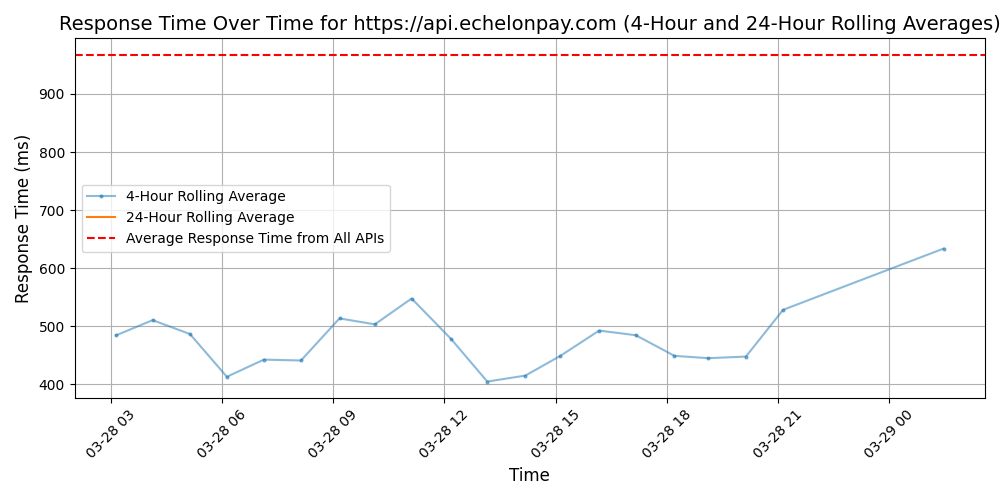 Response Time Over Time for https://api.echelonpay.com (4-Hour and 24-Hour Rolling Averages)
Response Time (ms)
900
800
700
600
500
400
4-Hour Rolling Average
24-Hour Rolling Average
Average Response Time from All APIs
03-28 03
03-28 06
03-28 09
03-28 12
03-28 15
03-28 18
03-28 21
03-29 00
Time